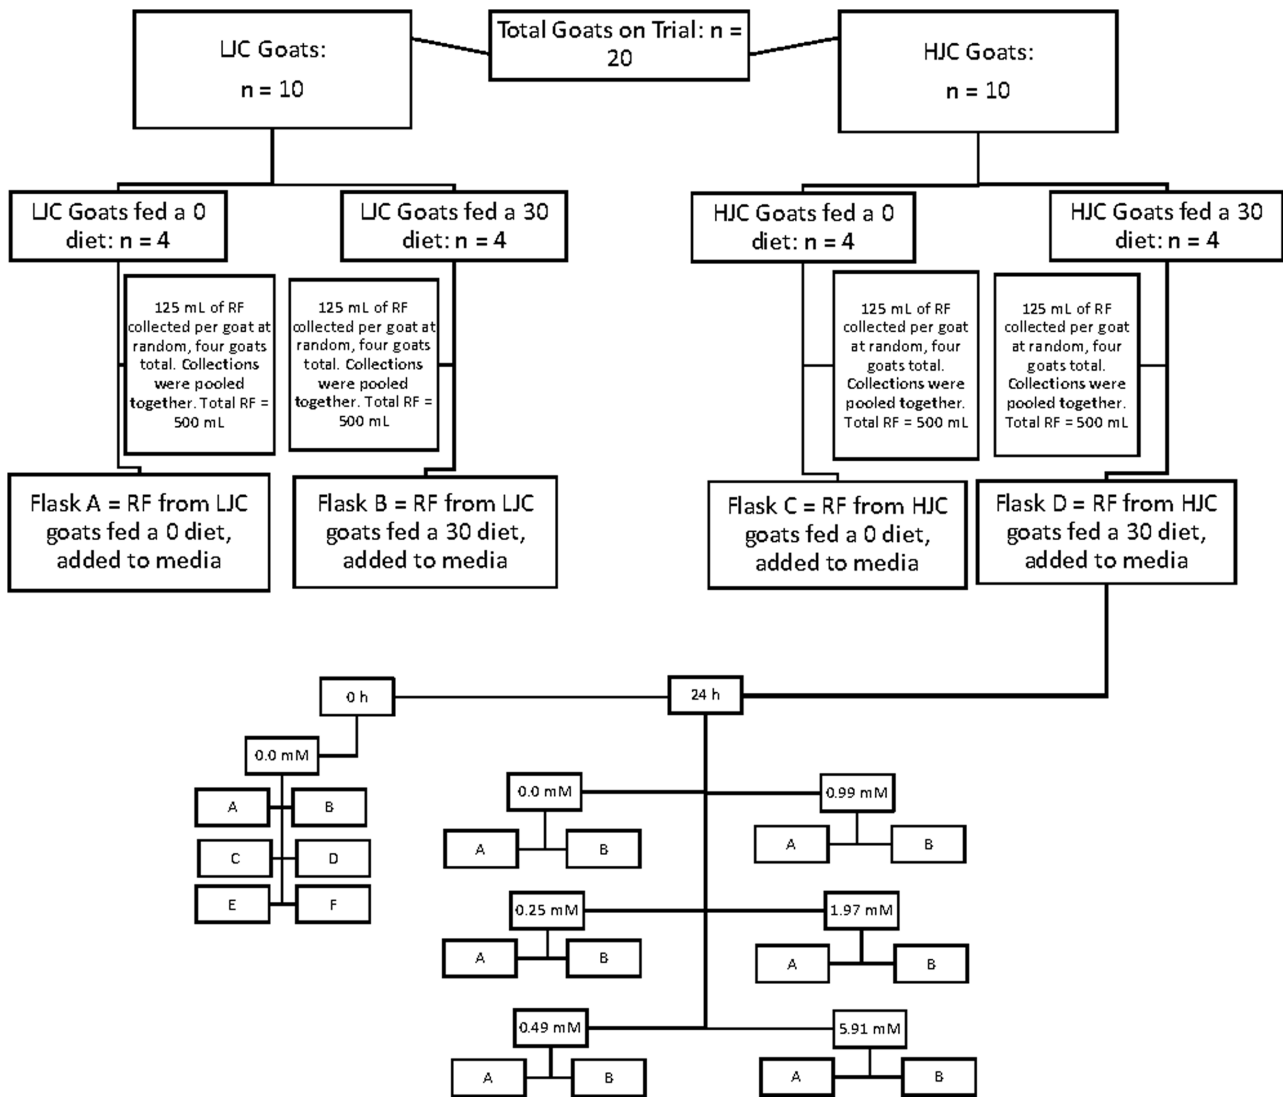 Total Goats on Trial: n =
20
LJC Goats:
n = 10
HJC Goats:
n = 10
LJC Goats fed a 0
diet: n = 4
LJC Goats fed a 30
diet: n = 4
HJC Goats fed a 0
diet: n = 4
HJC Goats fed a 30
diet: n = 4
125 mL of RF
collected per goat at
random, four goats
total. Collections
were pooled
together. Total RF =
500 mL
125 mL of RF
collected per goat at
random, four goats
total. Collections
were pooled
together. Total RF =
500 mL
125 mL of RF
collected per goat
at random, four
goats total.
Collections were
pooled together.
Total RF = 500 mL
125 mL of RF
collected per goat
at random, four
goats total.
Collections were
pooled together.
Total RF = 500 mL
Flask A = RF from LJC
goats fed a 0 diet,
added to media
Flask B = RF from LJC
goats fed a 30 diet,
added to media
Flask C = RF from HJC
goats fed a 0 diet,
added to media
Flask D = RF from HJC
goats fed a 30 diet,
added to media
0 h
24 h
0.0 mM
A
B
C
D
E
F
0.0 mM
A
B
0.99 mM
A
B
0.25 mM
A
B
1.97 mM
A
B
0.49 mM
A
B
5.91 mM
A
B